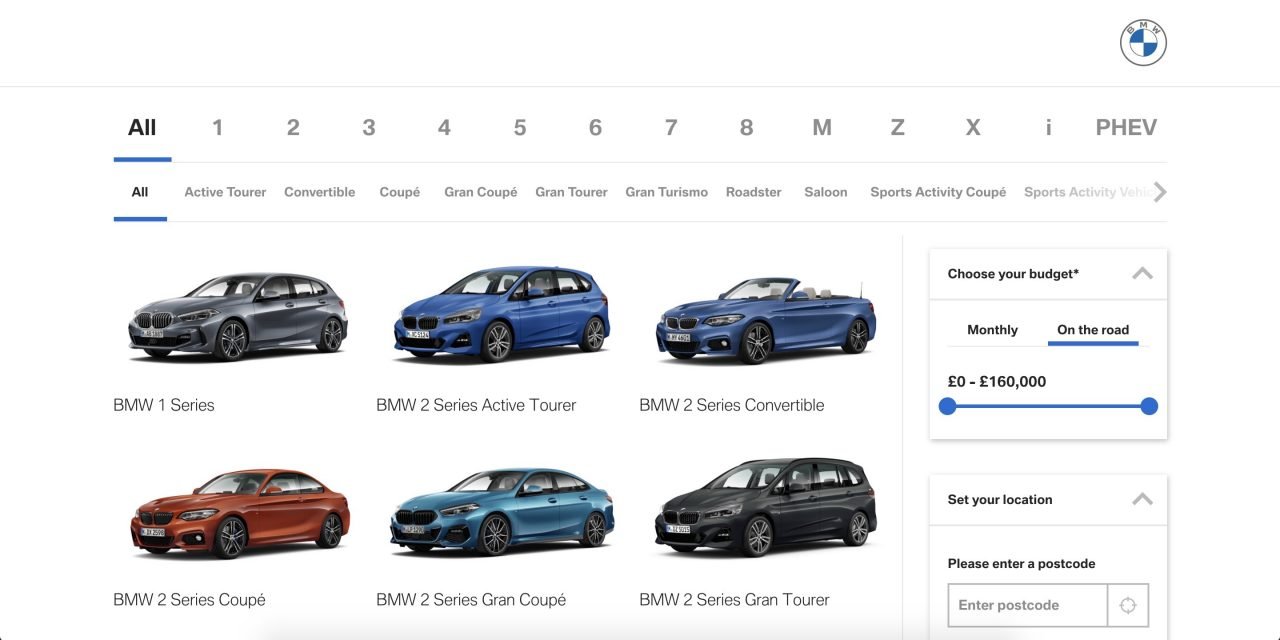 BMW
All 1 2 3 4 5 6 7 8 M Z X i PHEV
All Active Tourer Convertible Coupé Gran Coupé Gran Tourer Gran Turismo Roadster Saloon Sports Activity Coupé Sports Activity
Choose your budget*
Monthly On the road
£0 - £160,000
BMW 1 Series BMW 2 Series Active Tourer BMW 2 Series Convertible
Set your location
Please enter a postcode
Enter postcode
BMW 2 Series Coupé BMW 2 Series Gran Coupé BMW 2 Series Gran Tourer